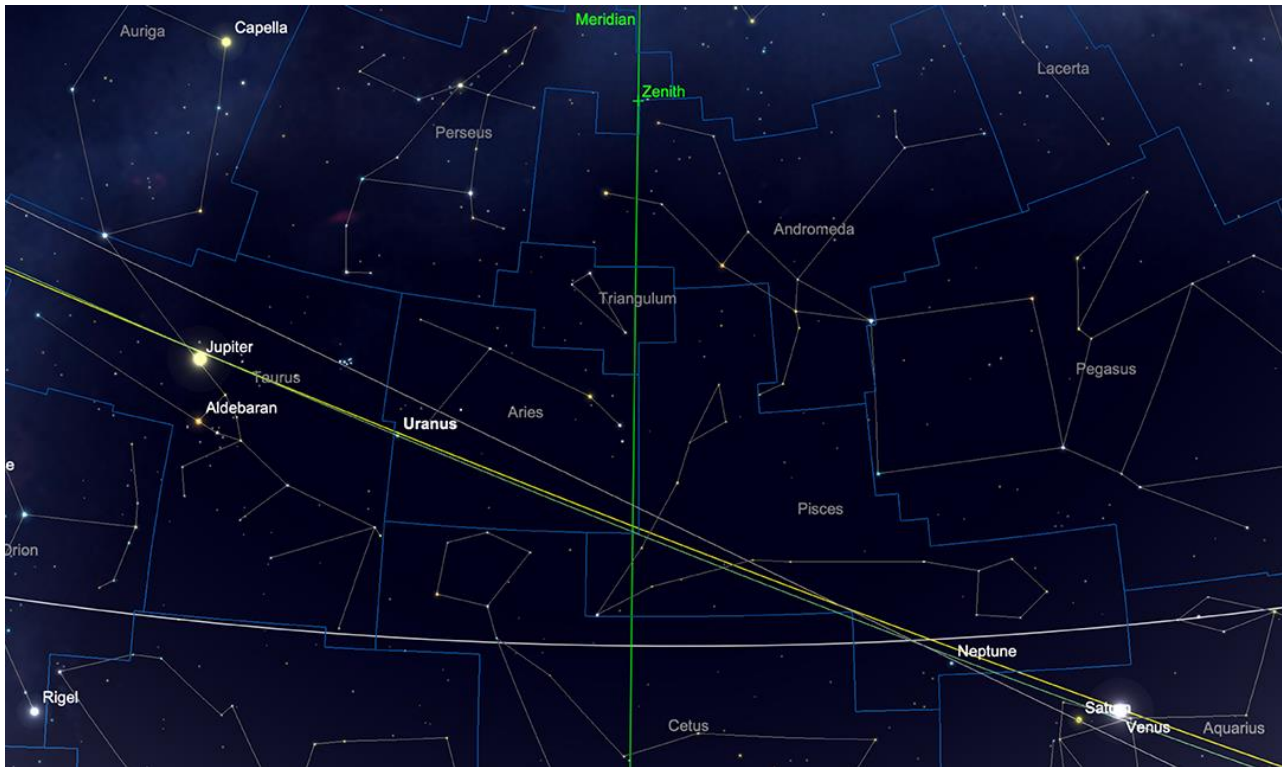 Meridian
Capella
Auriga
Lacerta
Zenith
Perseus
Andromeda
Triangulum
Jupiter
Pegasus
Taurus
Aldebaran
Aries
Uranus
e
Pisces
Orion
Neptune
Rigel
Saturn
Cetus
Venus
Aquarius